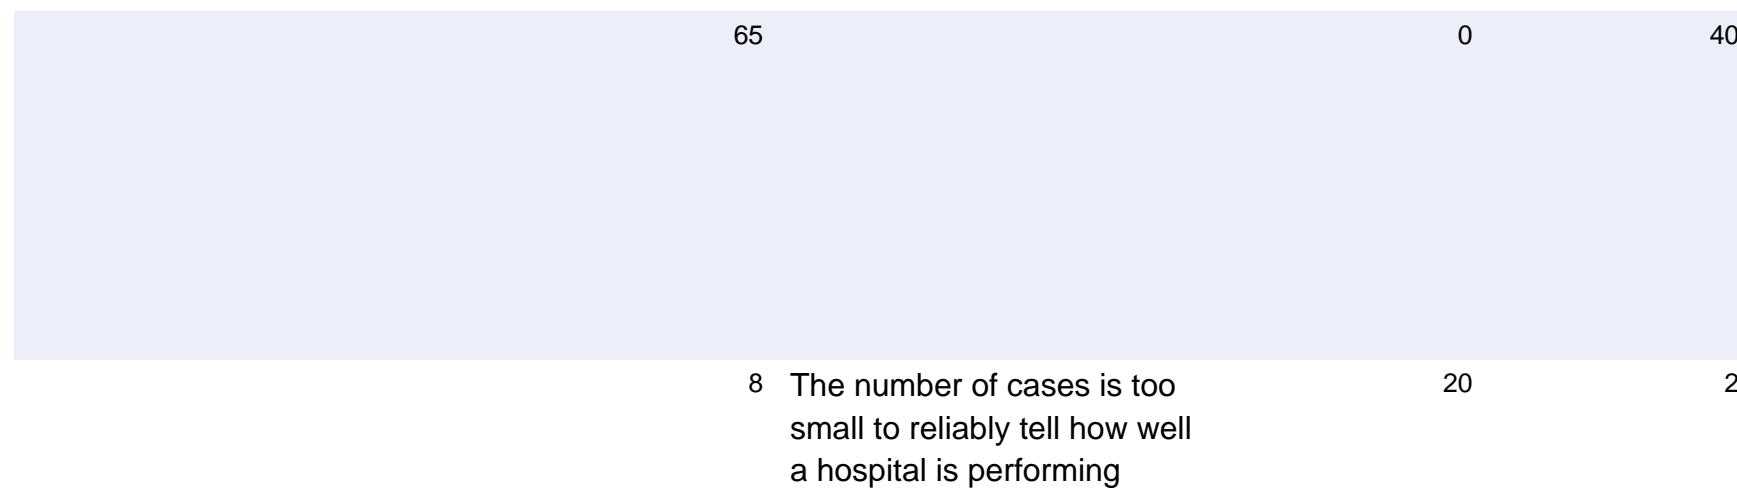 65 0 40
8 The number of cases is too 20 2
small to reliably tell how well
a hospital is performing